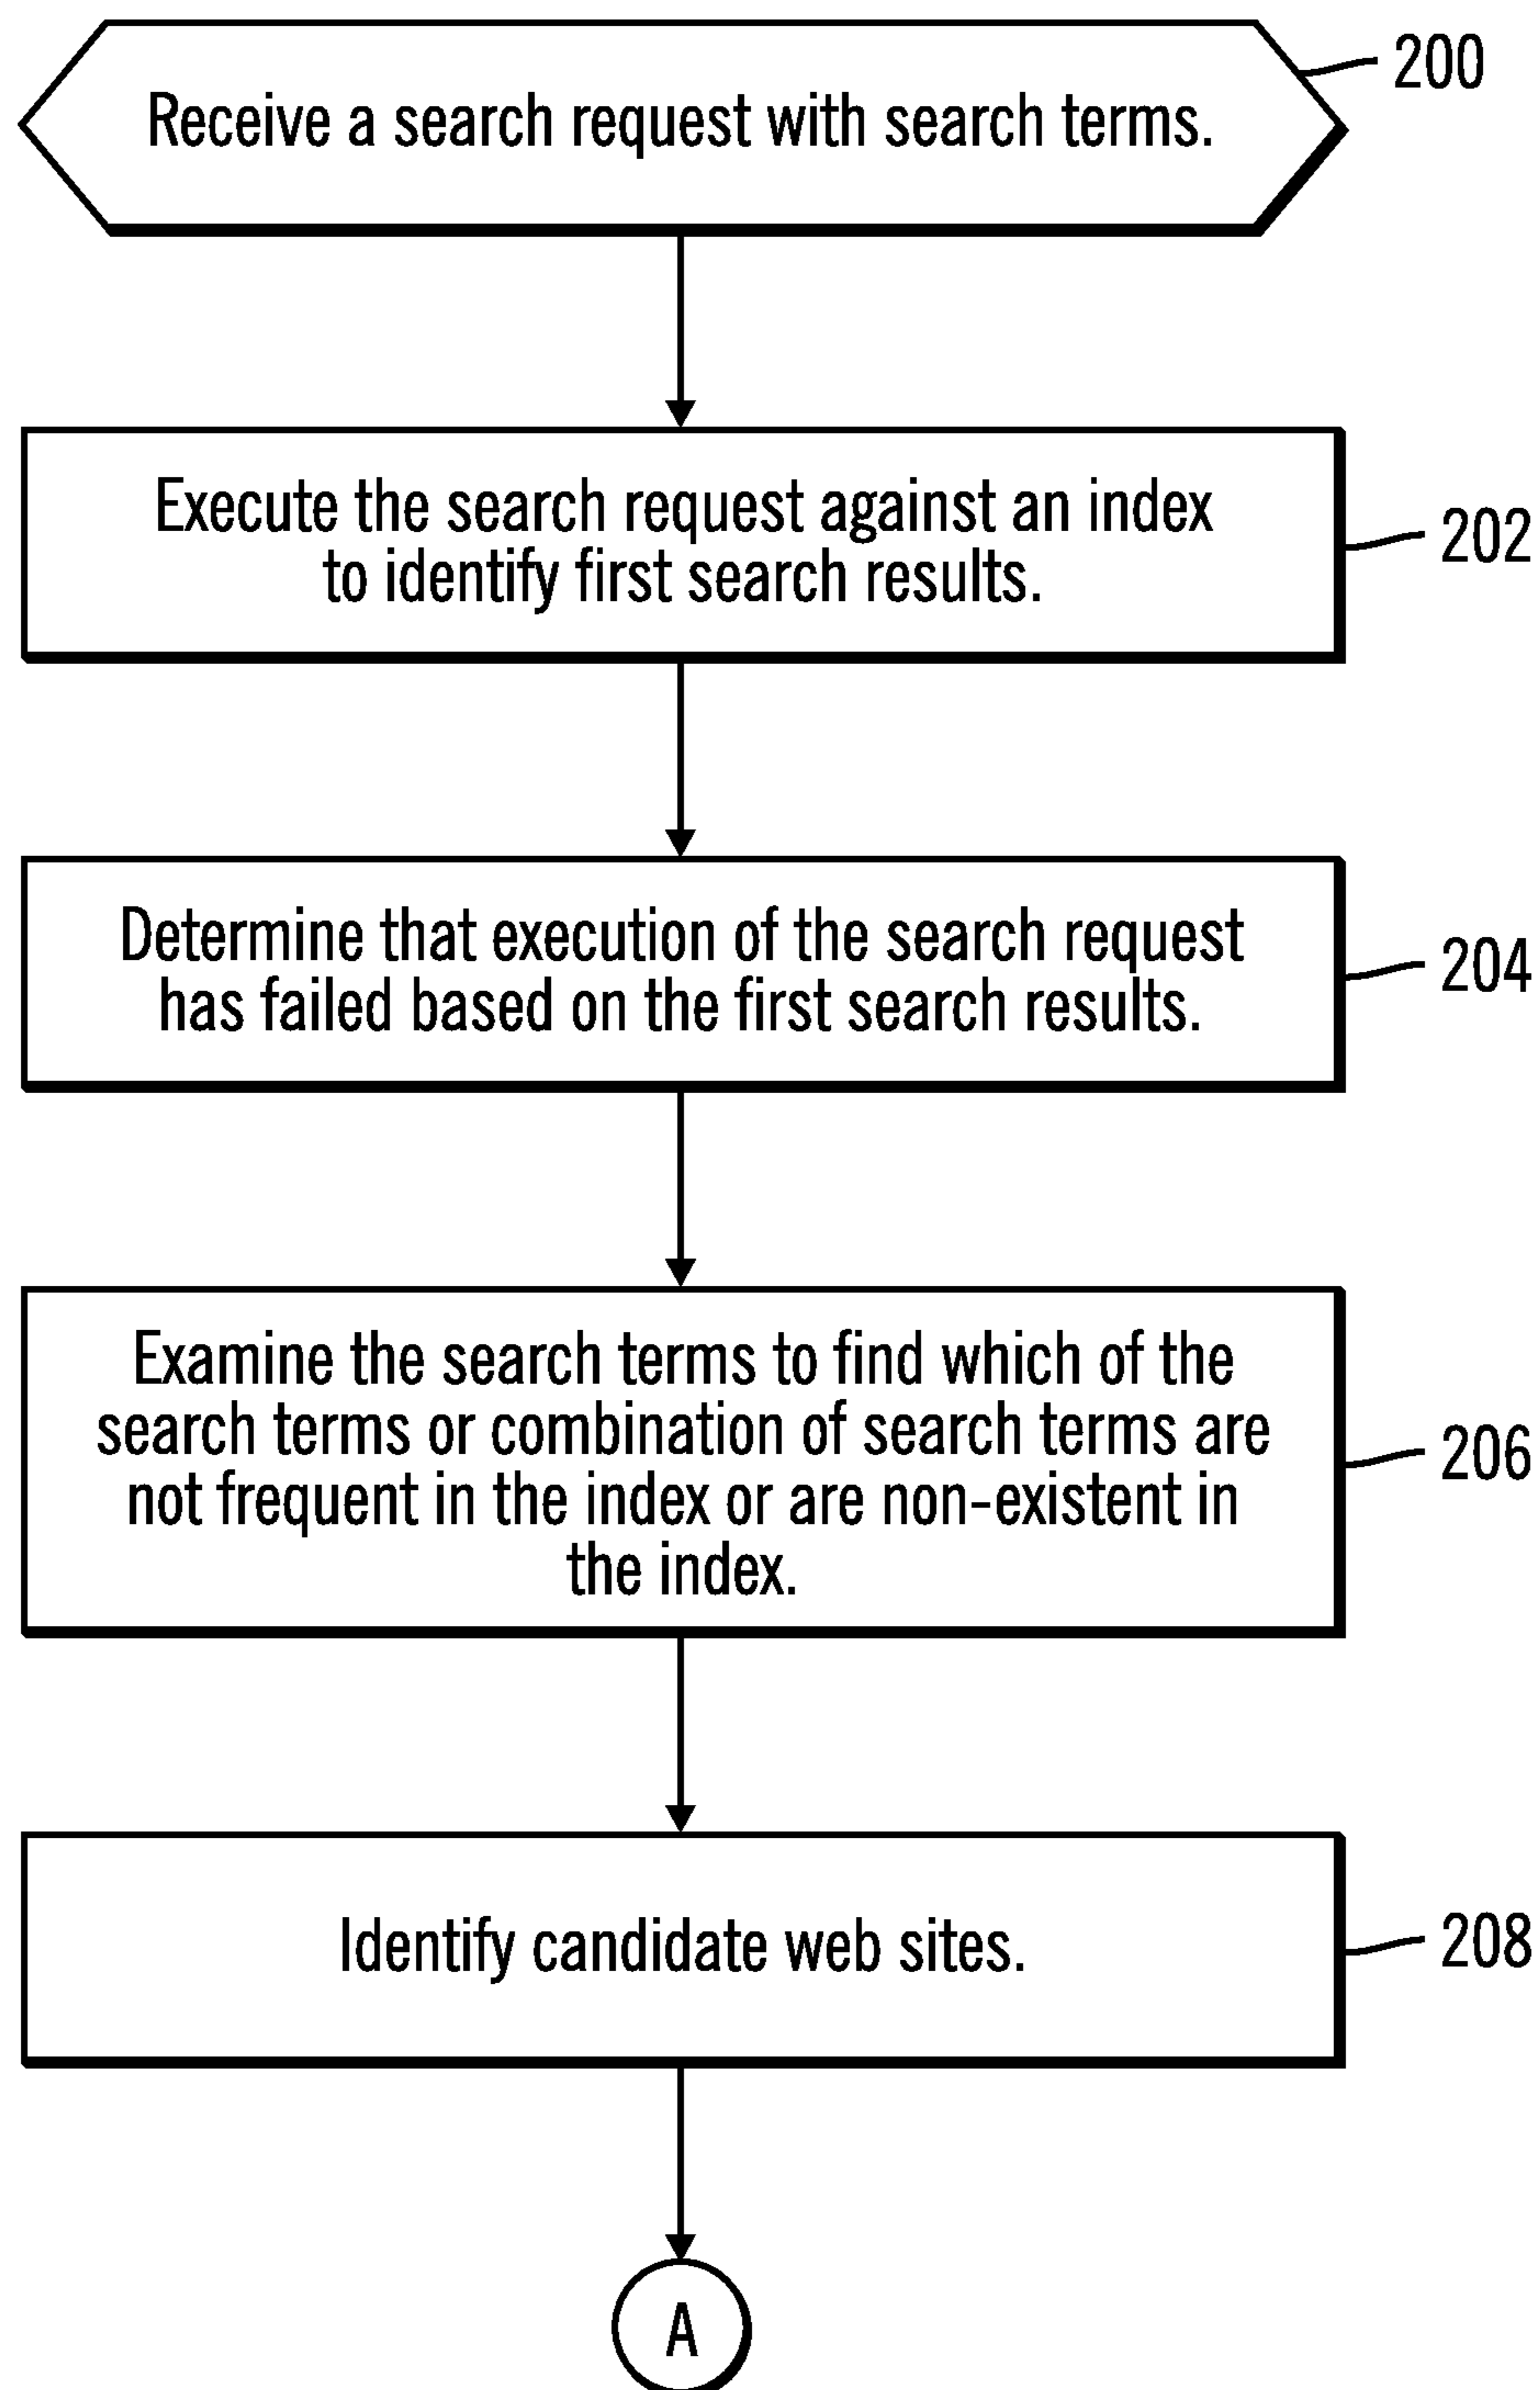 200
Receive a search request with search terms.
Execute the search request against an index
to identify first search results.
202
Determine that execution of the search request
has failed based on the first search results.
204
Examine the search terms to find which of the
search terms or combination of search terms are
not frequent in the index or are non-existent in
the index.
206
Identify candidate web sites.
208
A